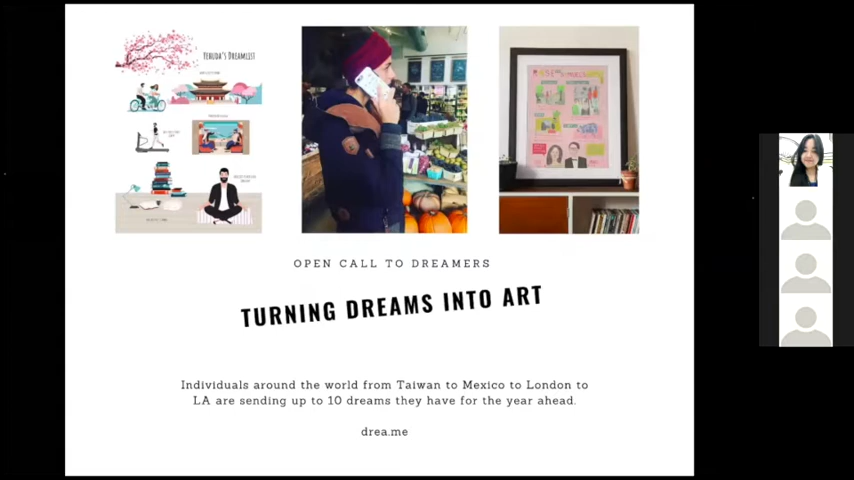 YEBUDA'S DREAMLIST
OPEN CALL TO DREAMERS
TURNING DREAMS INTO ART
Individuals around the world from Taiwan to Mexico to London to
LA are sending up to 10 dreams they have for the year ahead.
drea.me